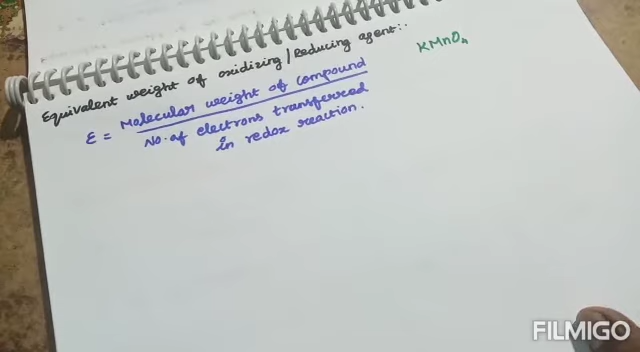 Equivalent weight of oxidizing/Reducing agent:-
KMnO4
E = Molecular weight of compound
No. of electrons transferred
in redox reaction.
FILMIGO